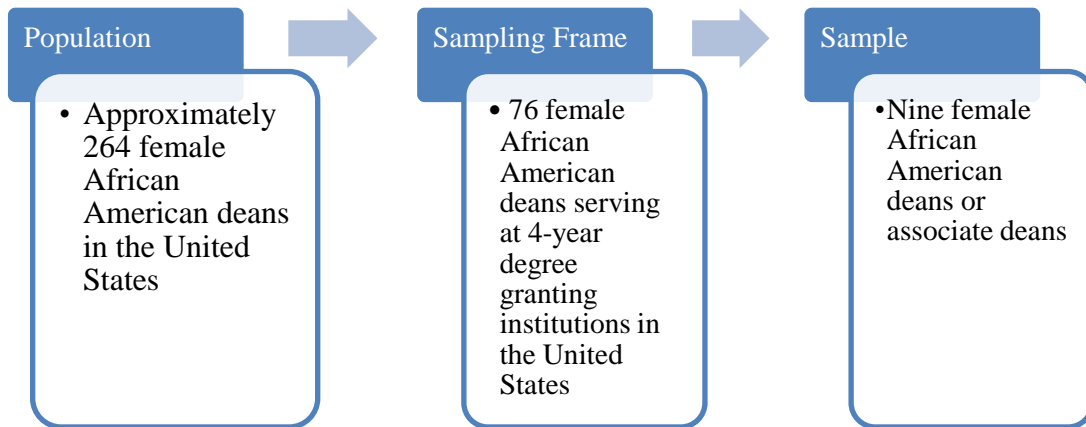 Population
• Approximately
264 female
African
American deans
in the United
States
Sampling Frame
• 76 female
African
American
deans serving
at 4-year
degree
granting
institutions in
the United
States
Sample
•Nine female
African
American
deans or
associate deans